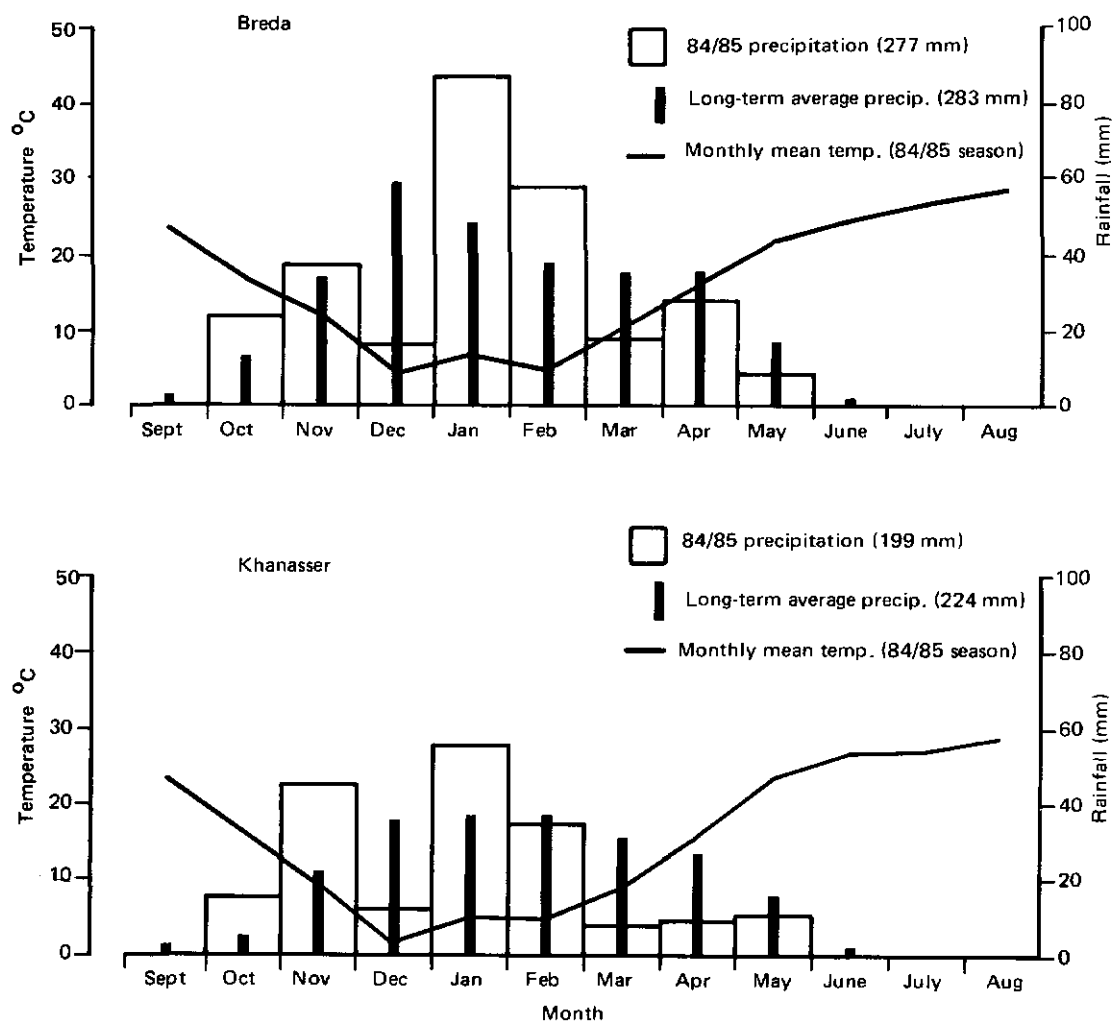 Breda
84/85 precipitation (277 mm)
Long-term average precip. (283 mm)
Monthly mean temp. (84/85 season)
Temperature °C
50
40
30
20
10
0
Rainfall (mm)
100
80
60
40
20
0
Sept Oct Nov Dec Jan Feb Mar Apr May June July Aug
Khanasser
84/85 precipitation (199 mm)
Long-term average precip. (224 mm)
Monthly mean temp. (84/85 season)
Temperature °C
50
40
30
20
10
0
Rainfall (mm)
100
80
60
40
20
0
Sept Oct Nov Dec Jan Feb Mar Apr May June July Aug
Month